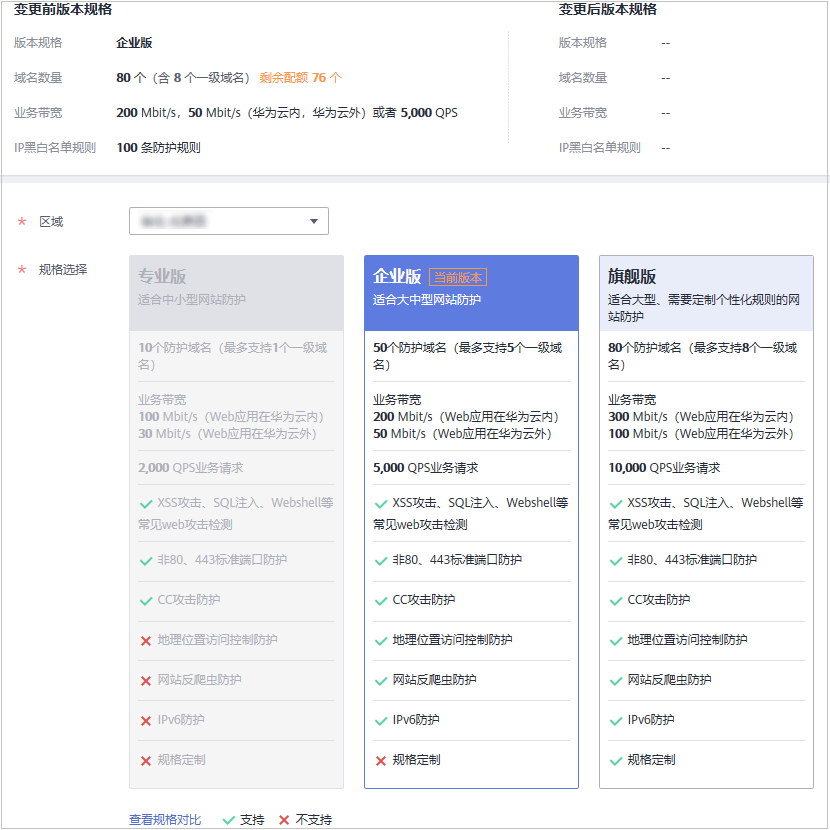 变更前版本规格
版本规格 企业版
域名数量 80 个（含 8 个一级域名） 剩余配额 76 个
业务带宽 200 Mbit/s，50 Mbit/s（华为云内，华为云外）或者 5,000 QPS
IP黑白名单规则 100 条防护规则
变更后版本规格
版本规格 --
域名数量 --
业务带宽 --
IP黑白名单规则 --
* 区域
* 规格选择
专业版
适合中小型网站防护
10个防护域名（最多支持1个一级域
名）
业务带宽
100 Mbit/s（Web应用在华为云内）
30 Mbit/s（Web应用在华为云外）
2,000 QPS业务请求
XSS攻击、SQL注入、Webshell等
常见web攻击检测
非80、443标准端口防护
CC攻击防护
地理位置访问控制防护
网站反爬虫防护
IPv6防护
规格定制
企业版 当前版本
适合大中型网站防护
50个防护域名（最多支持5个一级域
名）
业务带宽
200 Mbit/s（Web应用在华为云内）
50 Mbit/s（Web应用在华为云外）
5,000 QPS业务请求
XSS攻击、SQL注入、Webshell等
常见web攻击检测
非80、443标准端口防护
CC攻击防护
地理位置访问控制防护
网站反爬虫防护
IPv6防护
规格定制
旗舰版
适合大型、需要定制个性化规则的网
站防护
80个防护域名（最多支持8个一级域
名）
业务带宽
300 Mbit/s（Web应用在华为云内）
100 Mbit/s（Web应用在华为云外）
10,000 QPS业务请求
XSS攻击、SQL注入、Webshell等
常见web攻击检测
非80、443标准端口防护
CC攻击防护
地理位置访问控制防护
网站反爬虫防护
IPv6防护
规格定制
查看规格对比 支持 不支持